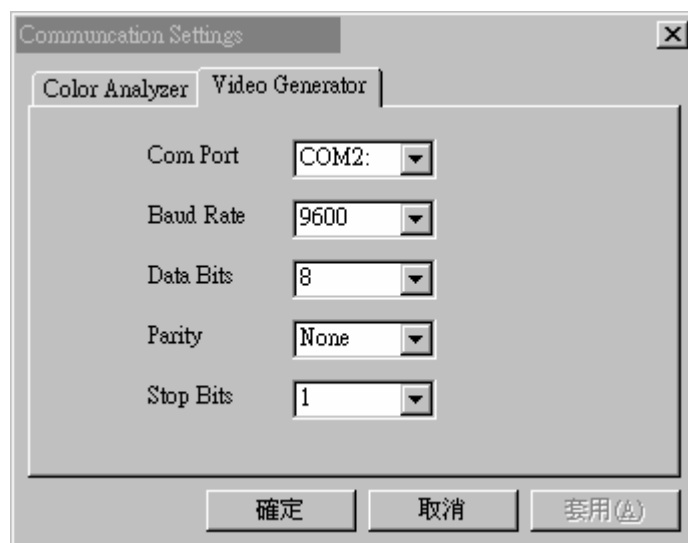 Communcation Settings
Color Analyzer Video Generator
Com Port COM2:
Baud Rate 9600
Data Bits 8
Parity None
Stop Bits 1
確定 取消 套用(A)